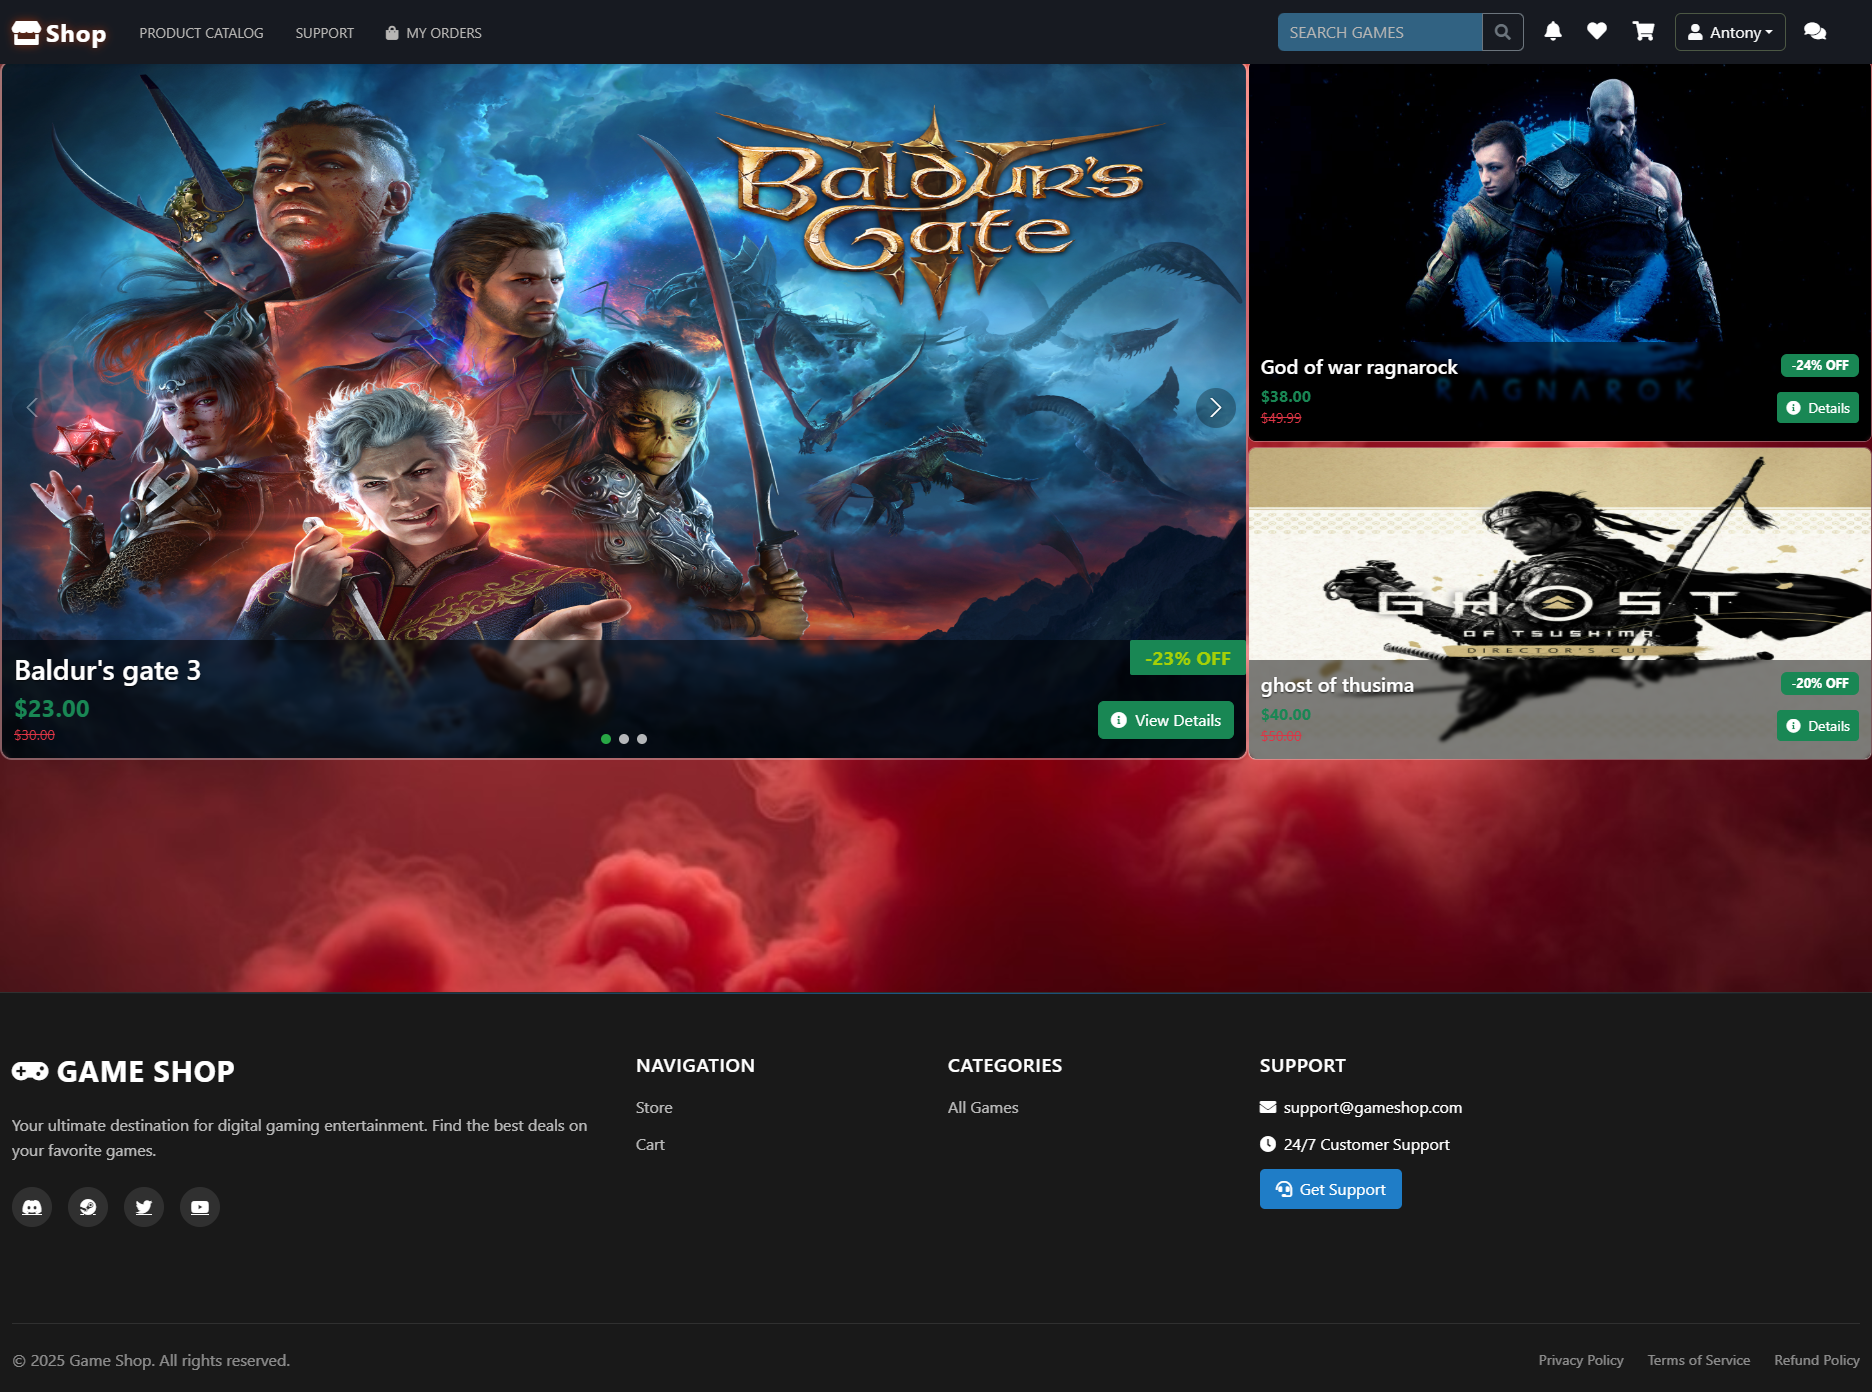 Shop
PRODUCT CATALOG
SUPPORT
MY ORDERS
SEARCH GAMES
Antony
BALDUR'S
GATE
III
Baldur's gate 3
$23.00
$30.00
-23% OFF
View Details
RAGNAROK
God of war ragnarock
$38.00
$49.99
-24% OFF
Details
GHOST
OF TSUSHIMA
DIRECTOR'S CUT
ghost of thusima
$40.00
$50.00
-20% OFF
Details
GAME SHOP
Your ultimate destination for digital gaming entertainment. Find the best deals on
your favorite games.
NAVIGATION
Store
Cart
CATEGORIES
All Games
SUPPORT
support@gameshop.com
24/7 Customer Support
Get Support
© 2025 Game Shop. All rights reserved.
Privacy Policy
Terms of Service
Refund Policy